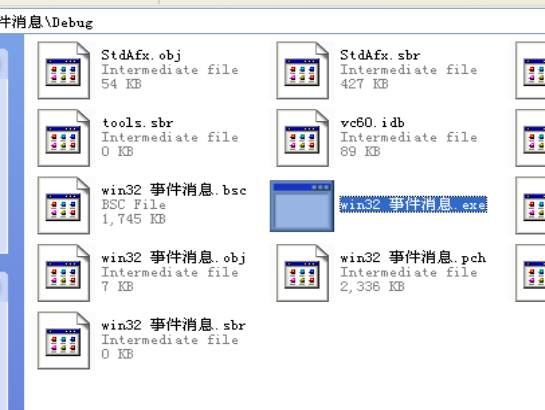 件消息\Debug
StdAfx.obj
Intermediate file
54 KB
StdAfx.sbr
Intermediate file
427 KB
tools.sbr
Intermediate file
0 KB
vc60.idb
Intermediate file
89 KB
win32 事件消息.bsc
BSC File
1,745 KB
win32 事件消息.exe
win32 事件消息.obj
Intermediate file
7 KB
win32 事件消息.pch
Intermediate file
2,336 KB
win32 事件消息.sbr
Intermediate file
0 KB